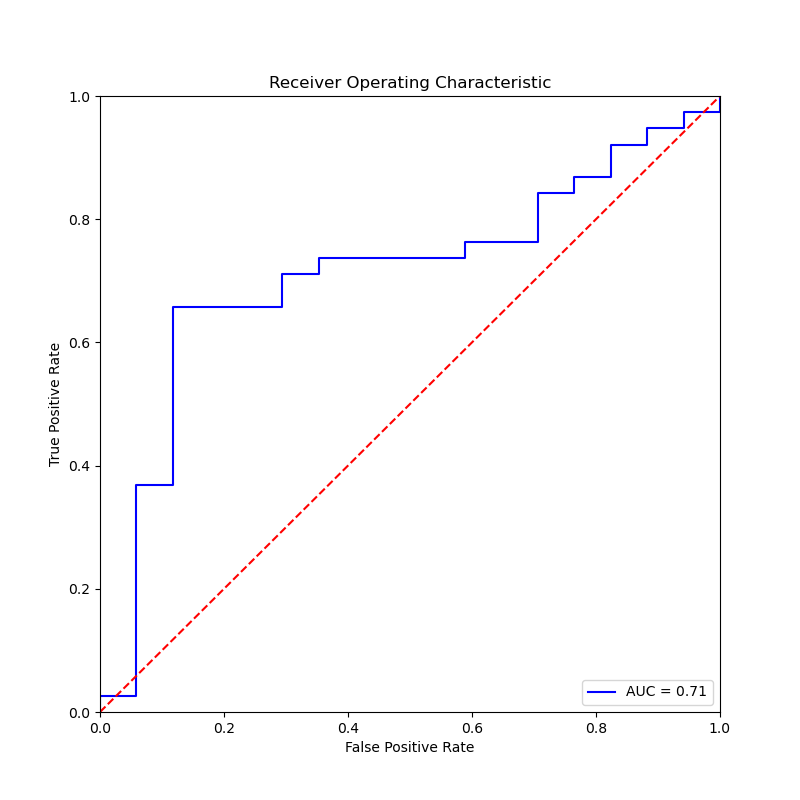 Receiver Operating Characteristic
True Positive Rate
1.0
0.8
0.6
0.4
0.2
0.0
AUC = 0.71
0.0 0.2 0.4 0.6 0.8 1.0
False Positive Rate